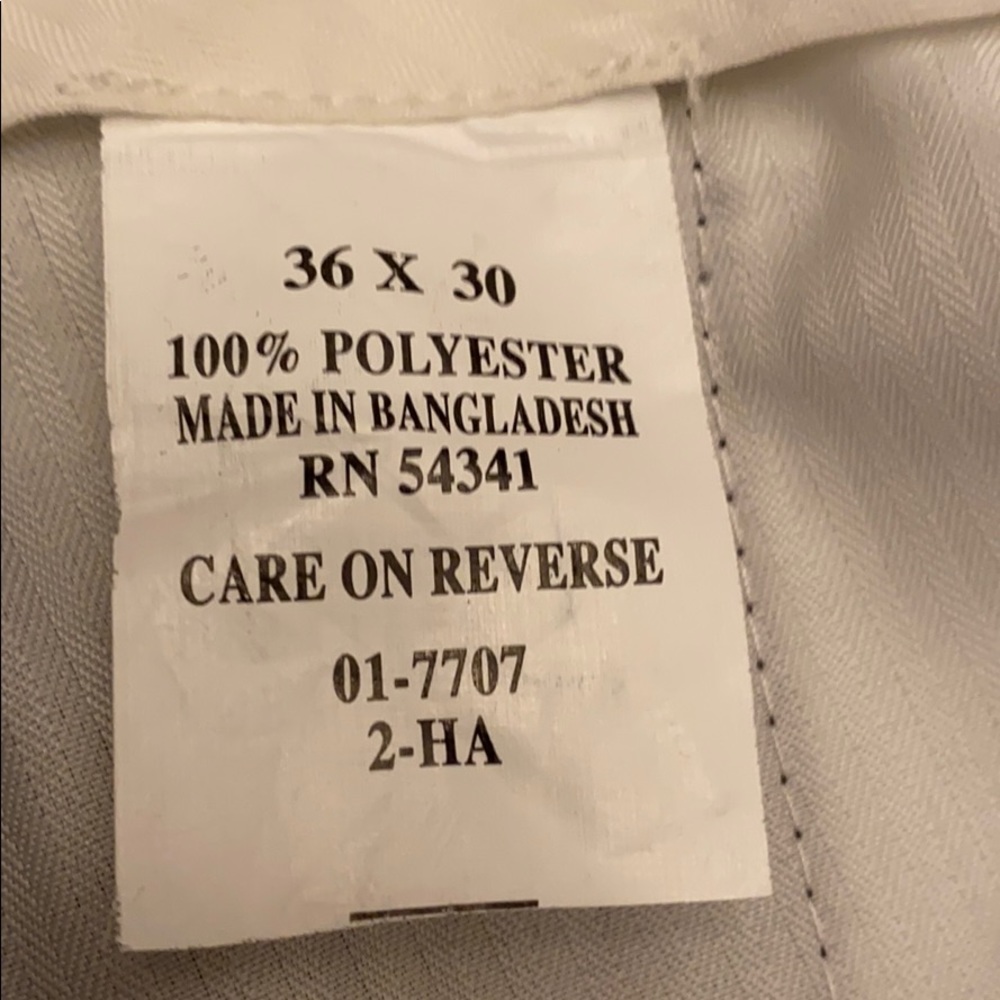 36 X 30
100% POLYESTER
MADE IN BANGLADESH
RN 54341
CARE ON REVERSE
01-7707
2-HA